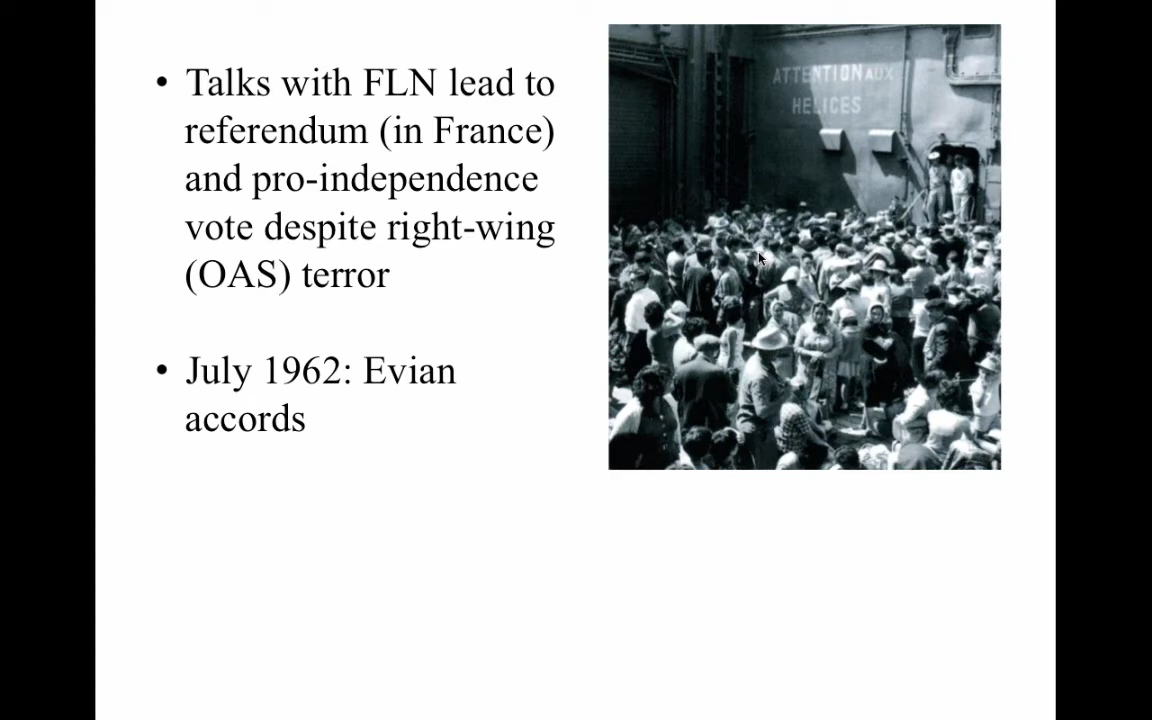 • Talks with FLN lead to
referendum (in France)
and pro-independence
vote despite right-wing
(OAS) terror
• July 1962: Evian
accords
ATTENTION AUX
HELICES